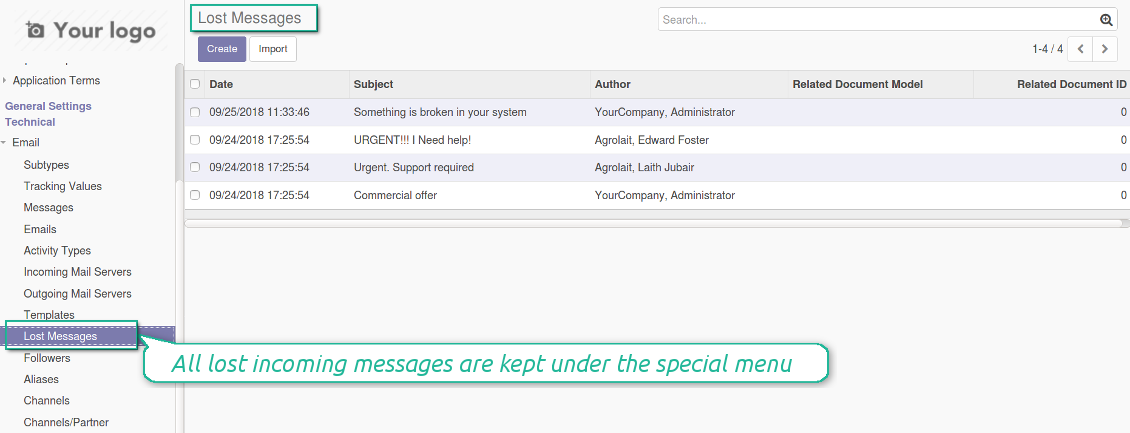 Your logo
Application Terms
General Settings
Technical
Email
Subtypes
Tracking Values
Messages
Emails
Activity Types
Incoming Mail Servers
Outgoing Mail Servers
Templates
Lost Messages
Followers
Aliases
Channels
Channels/Partner
Lost Messages
Search...
Create Import
1-4 / 4
Date Subject Author Related Document Model Related Document ID
09/25/2018 11:33:46 Something is broken in your system YourCompany, Administrator 0
09/24/2018 17:25:54 URGENT!!! I Need help! Agrolait, Edward Foster 0
09/24/2018 17:25:54 Urgent. Support required Agrolait, Laith Jubair 0
09/24/2018 17:25:54 Commercial offer YourCompany, Administrator 0
All lost incoming messages are kept under the special menu